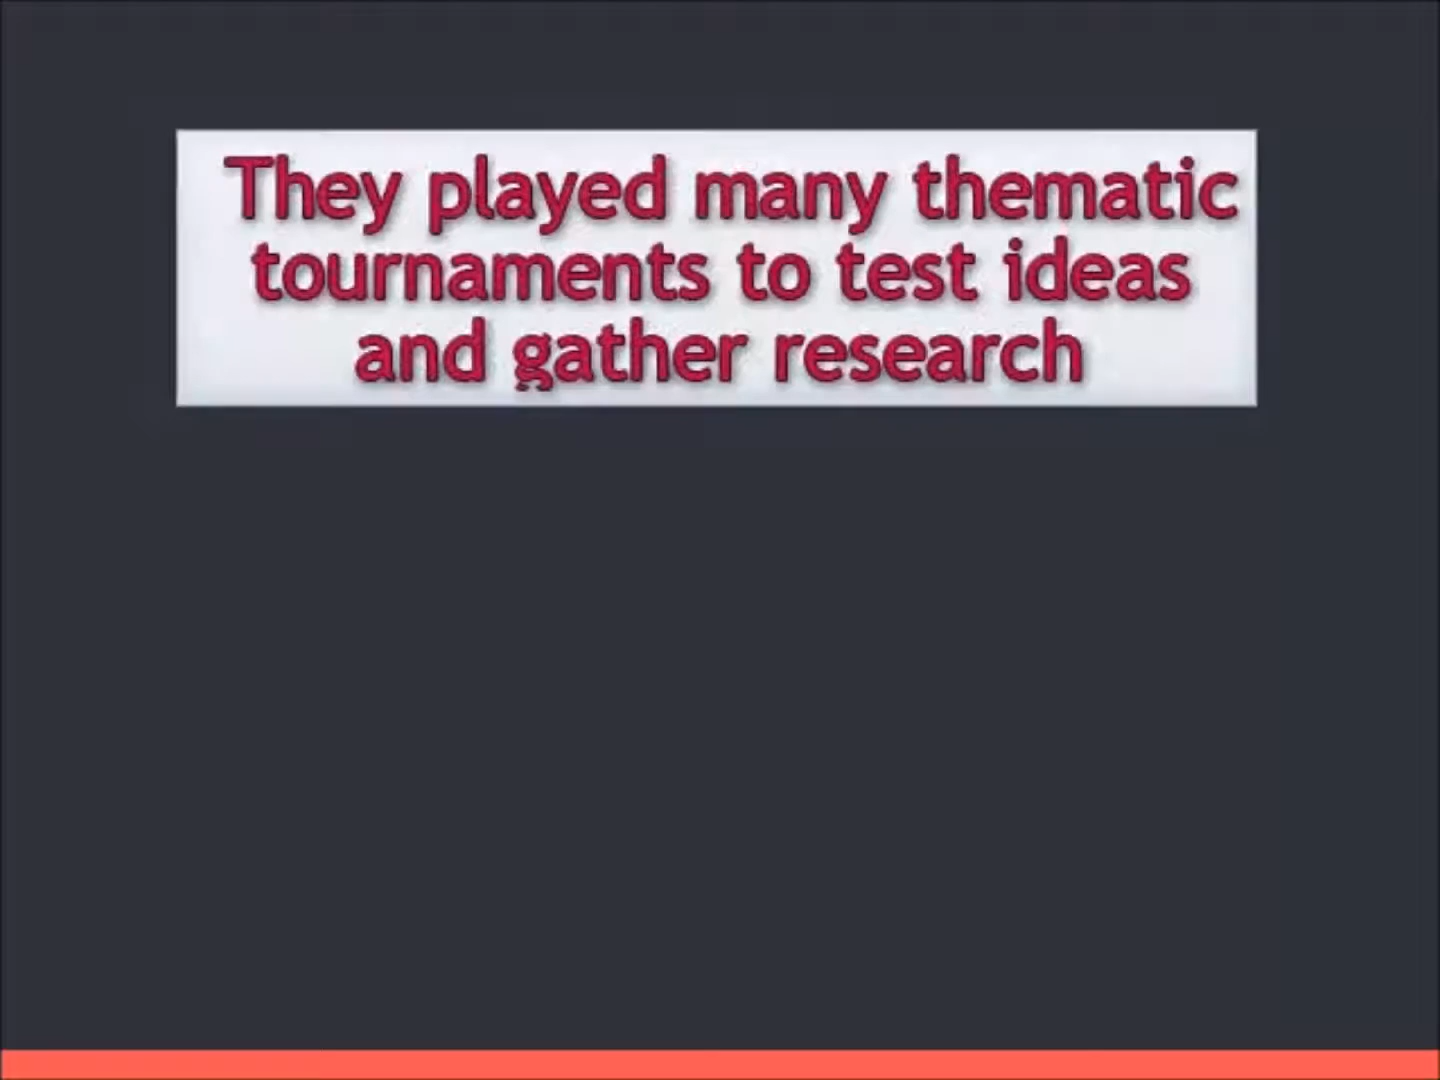 They played many thematic
tournaments to test ideas
and gather research